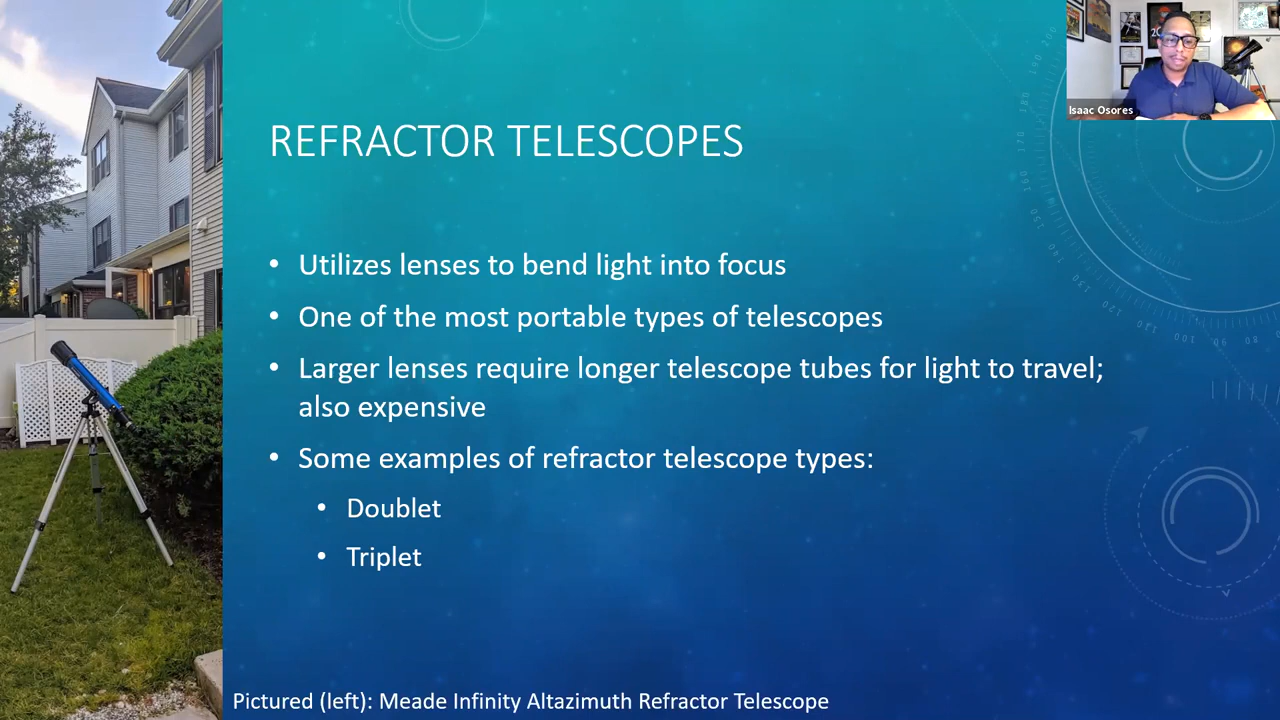 Isaac Osores
REFRACTOR TELESCOPES
• Utilizes lenses to bend light into focus
• One of the most portable types of telescopes
• Larger lenses require longer telescope tubes for light to travel;
also expensive
• Some examples of refractor telescope types:
• Doublet
• Triplet
Pictured (left): Meade Infinity Altazimuth Refractor Telescope